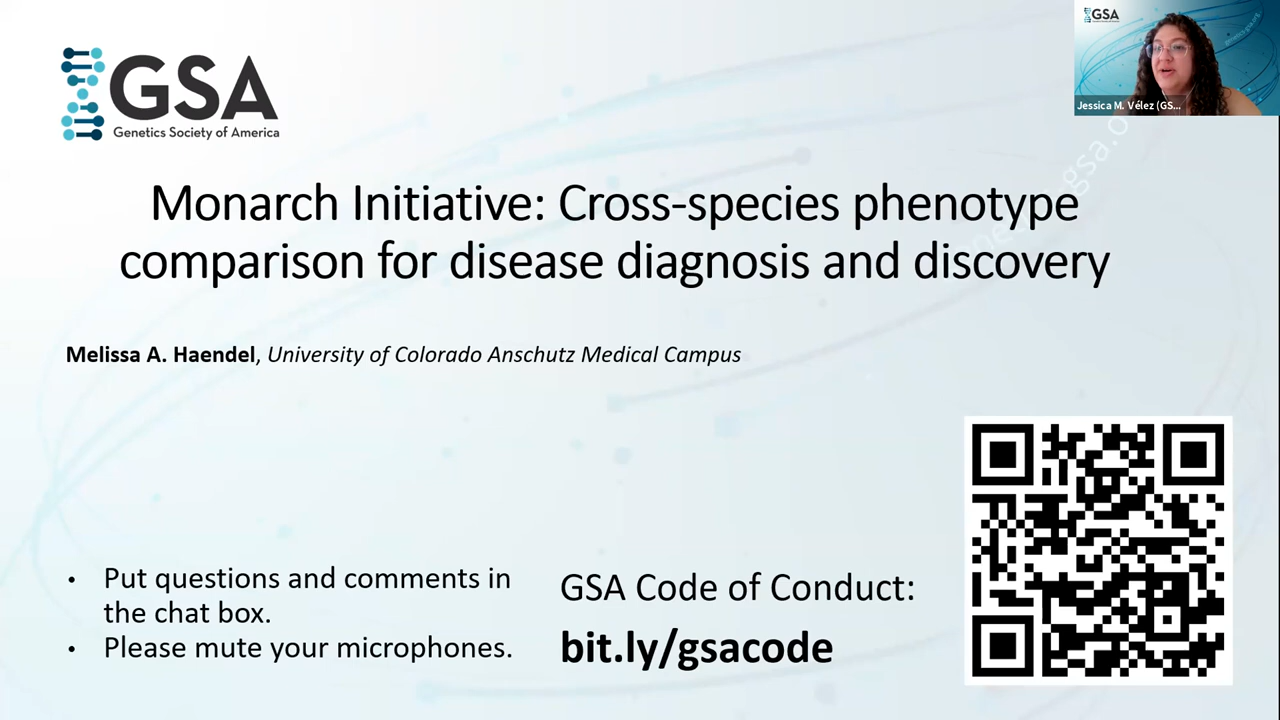 GSA
Genetics Society of America
GSA
Jessica M. Vélez (GS...
Monarch Initiative: Cross-species phenotype
comparison for disease diagnosis and discovery
Melissa A. Haendel, University of Colorado Anschutz Medical Campus
• Put questions and comments in
the chat box.
• Please mute your microphones.
GSA Code of Conduct:
bit.ly/gsacode